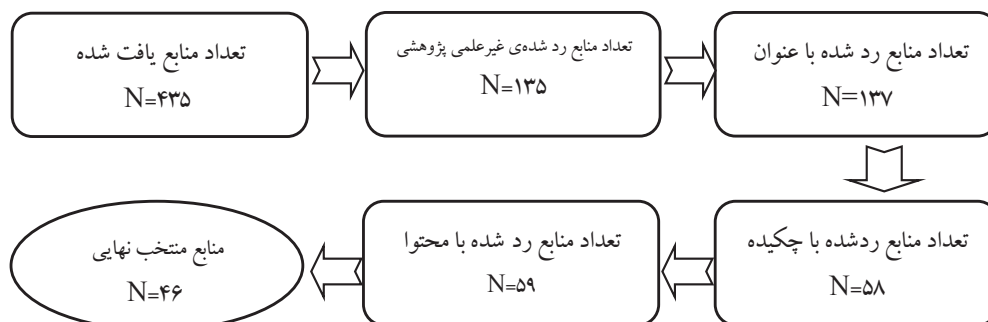 تعداد منابع یافت شده
N=۴۳۵
تعداد منابع رد شده‌ی غیرعلمی پژوهشی
N=۱۳۵
تعداد منابع رد شده با عنوان
N=۱۳۷
تعداد منابع ردشده با چکیده
N=۵۸
تعداد منابع رد شده با محتوا
N=۵۹
منابع منتخب نهایی
N=۴۶